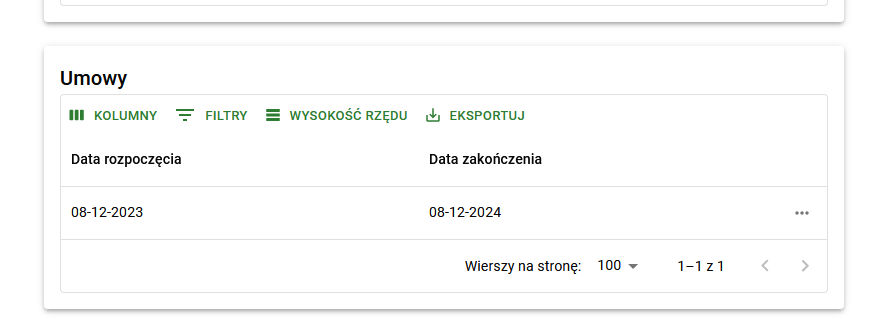 Umowy
KOLUMNY FILTRY WYSOKOŚĆ RZĘDU EKSPORTUJ
Data rozpoczęcia Data zakończenia
08-12-2023 08-12-2024
Wierszy na stronę: 100 1–1 z 1